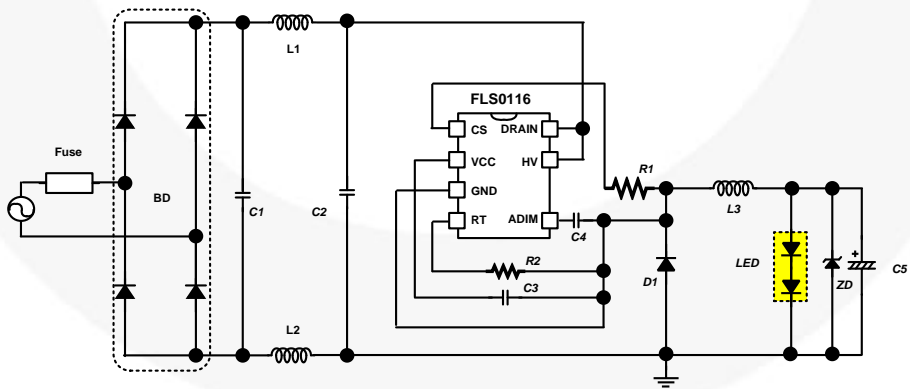 L1
FLS0116
CS
DRAIN
VCC
HV
GND
RT
ADIM
Fuse
BD
C1
C2
R1
L3
C4
R2
C3
D1
LED
ZD
+
C5
L2